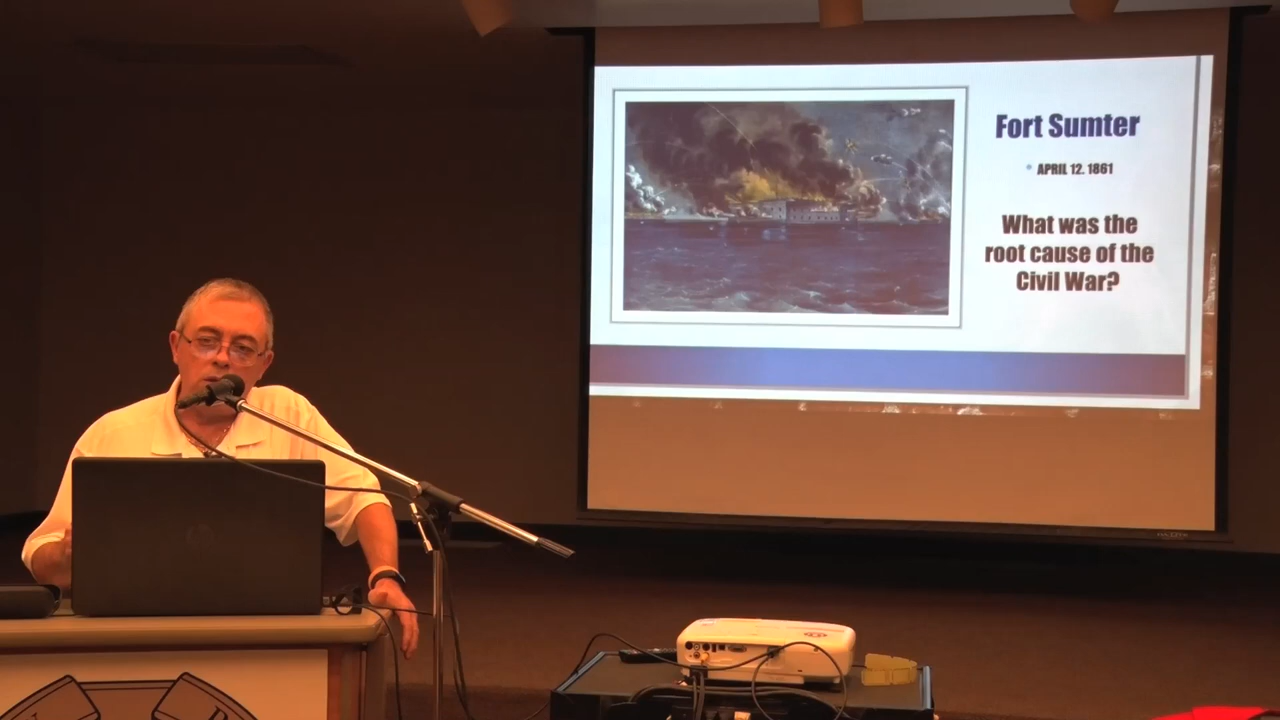 Fort Sumter
• APRIL 12. 1861
What was the
root cause of the
Civil War?